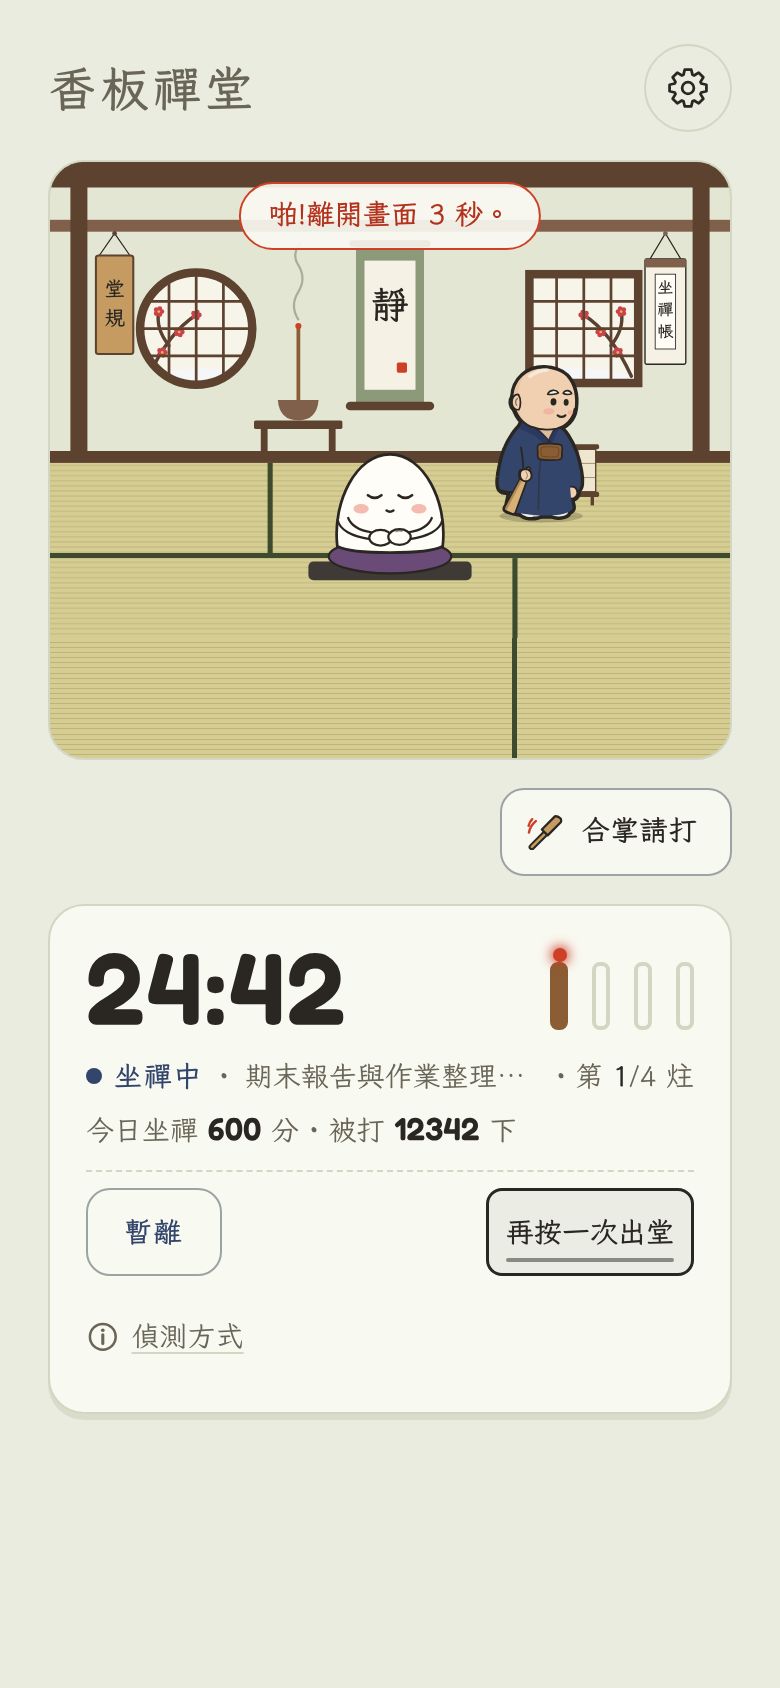 香板禪堂
啪!離開畫面 3 秒。
堂規
靜
坐禪帳
合掌請打
24:42
坐禪中 · 期末報告與作業整理⋯ · 第 1/4 炷
今日坐禪 600 分 · 被打 12342 下
暫離
再按一次出堂
偵測方式